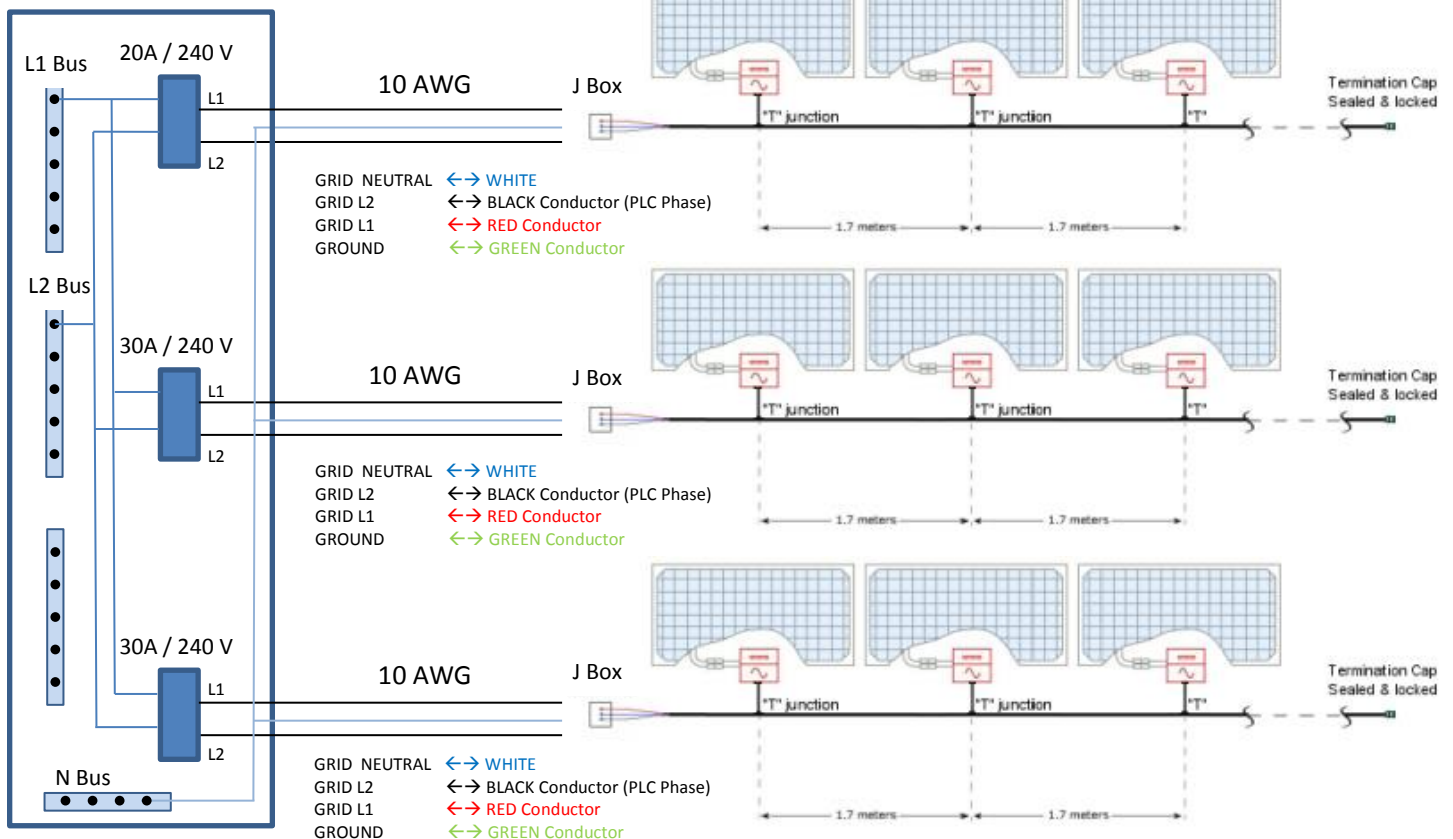 L1 Bus
20A / 240 V
L1
L2
10 AWG
J Box
"T" junction
"T" junction
"T"
Termination Cap
Sealed & locked
GRID NEUTRAL ←→ WHITE
GRID L2 ←→ BLACK Conductor (PLC Phase)
GRID L1 ←→ RED Conductor
GROUND ←→ GREEN Conductor
1.7 meters
1.7 meters
L2 Bus
30A / 240 V
L1
L2
10 AWG
J Box
"T" junction
"T" junction
"T"
Termination Cap
Sealed & locked
GRID NEUTRAL ←→ WHITE
GRID L2 ←→ BLACK Conductor (PLC Phase)
GRID L1 ←→ RED Conductor
GROUND ←→ GREEN Conductor
1.7 meters
1.7 meters
30A / 240 V
L1
L2
10 AWG
J Box
"T" junction
"T" junction
"T"
Termination Cap
Sealed & locked
N Bus
GRID NEUTRAL ←→ WHITE
GRID L2 ←→ BLACK Conductor (PLC Phase)
GRID L1 ←→ RED Conductor
GROUND ←→ GREEN Conductor
1.7 meters
1.7 meters